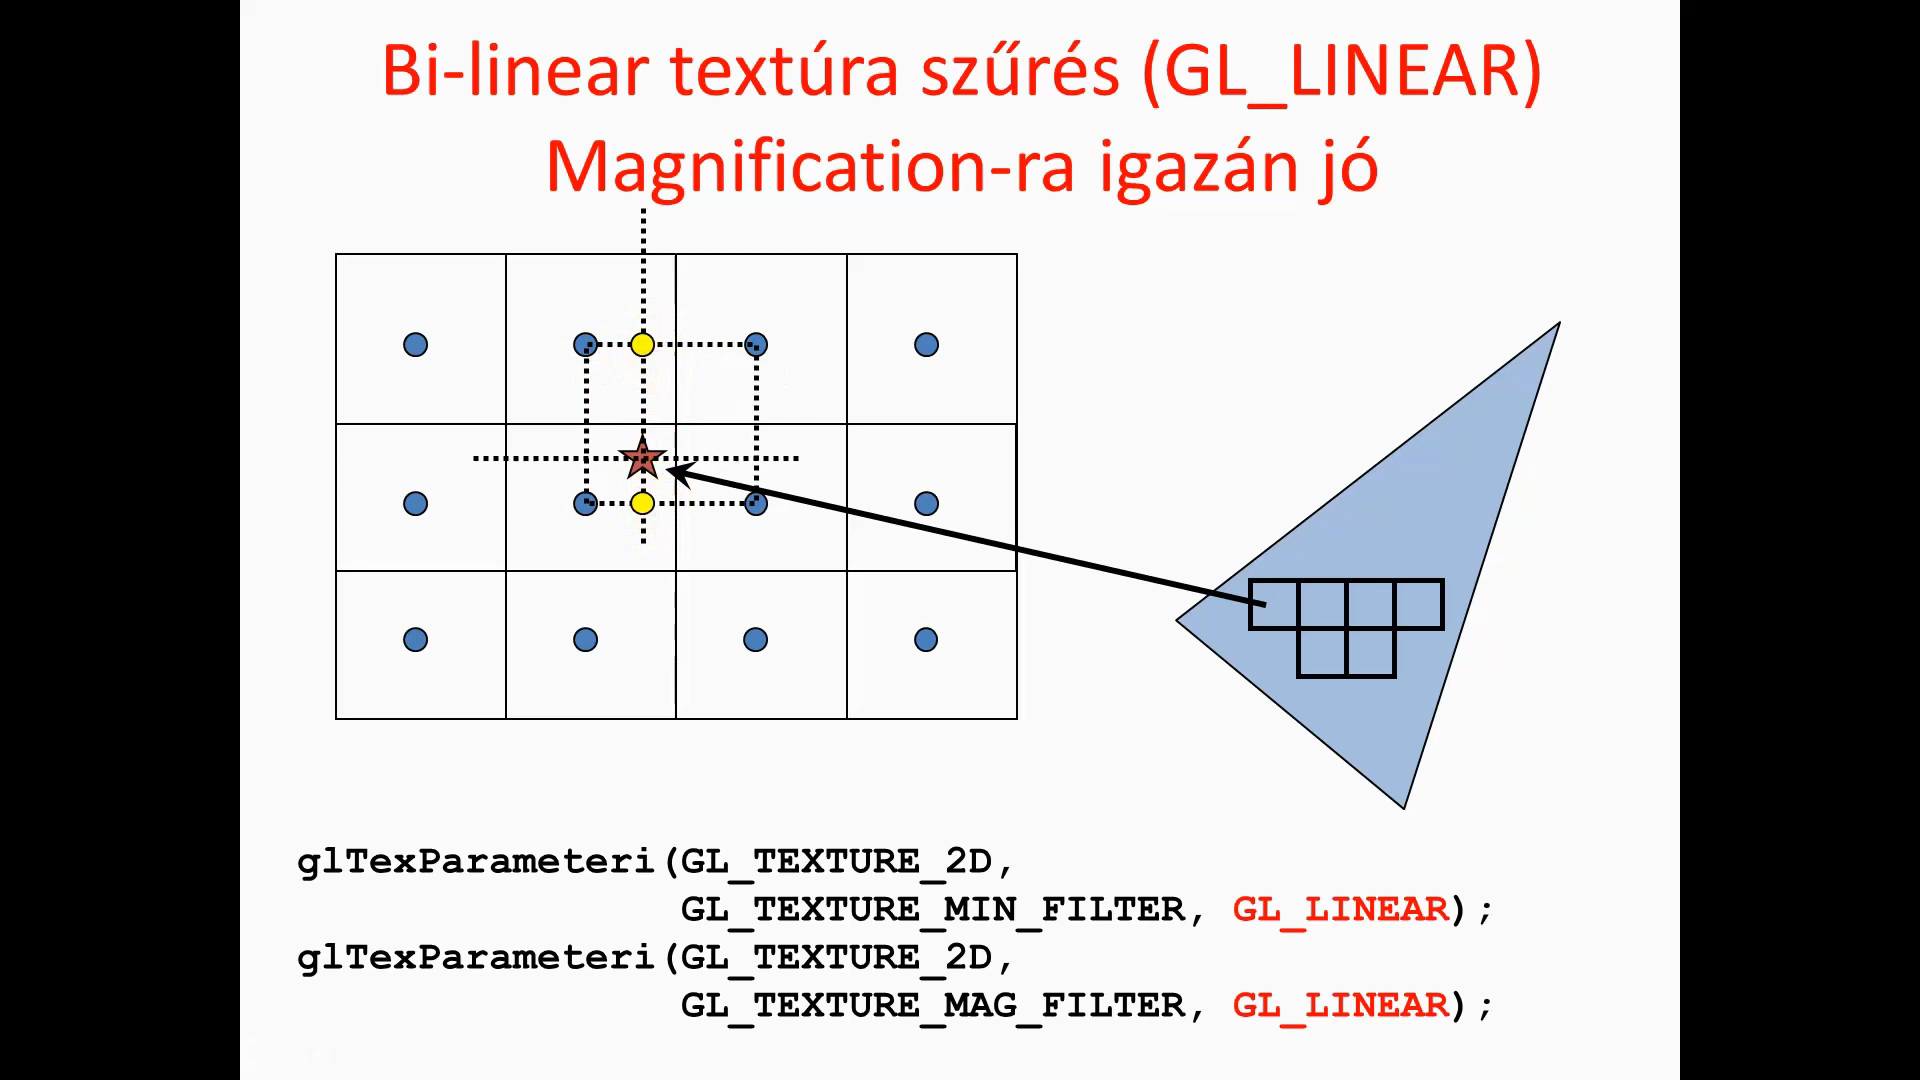 Bi-linear textúra szűrés (GL_LINEAR)
Magnification-ra igazán jó
glTexParameteri(GL_TEXTURE_2D,
GL_TEXTURE_MIN_FILTER, GL_LINEAR);
glTexParameteri(GL_TEXTURE_2D,
GL_TEXTURE_MAG_FILTER, GL_LINEAR);